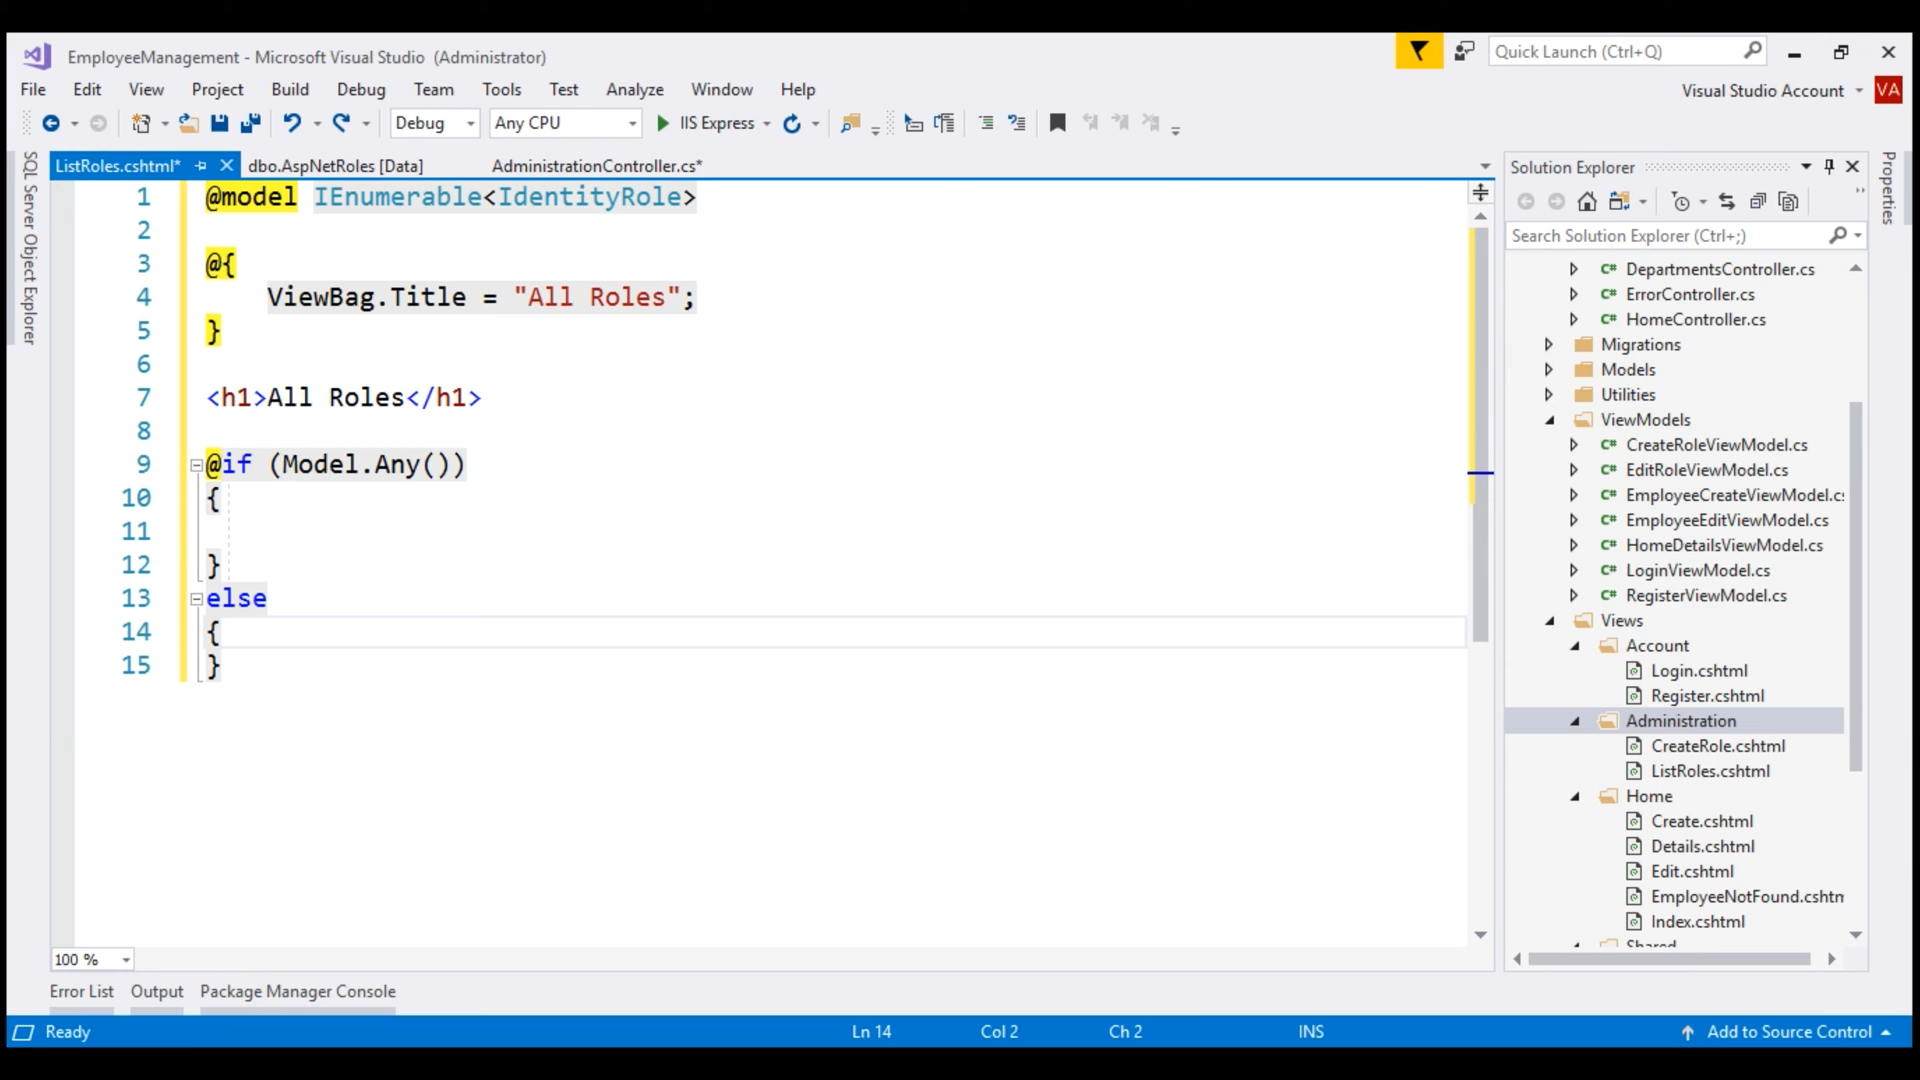 EmployeeManagement - Microsoft Visual Studio (Administrator)
Quick Launch (Ctrl+Q)
File Edit View Project Build Debug Team Tools Test Analyze Window Help
Visual Studio Account VA
Debug Any CPU IIS Express
SQL Server Object Explorer
ListRoles.cshtml* dbo.AspNetRoles [Data] AdministrationController.cs*
1 @model IEnumerable<IdentityRole>
2
3 @{
4 ViewBag.Title = "All Roles";
5 }
6
7 <h1>All Roles</h1>
8
9 @if (Model.Any())
10 {
11
12 }
13 else
14 {
15 }
100 %
Solution Explorer
Search Solution Explorer (Ctrl+;)
C# DepartmentsController.cs
C# ErrorController.cs
C# HomeController.cs
Migrations
Models
Utilities
ViewModels
C# CreateRoleViewModel.cs
C# EditRoleViewModel.cs
C# EmployeeCreateViewModel.c
C# EmployeeEditViewModel.cs
C# HomeDetailsViewModel.cs
C# LoginViewModel.cs
C# RegisterViewModel.cs
Views
Account
Login.cshtml
Register.cshtml
Administration
CreateRole.cshtml
ListRoles.cshtml
Home
Create.cshtml
Details.cshtml
Edit.cshtml
EmployeeNotFound.cshtm
Index.cshtml
Shared
Properties
Error List Output Package Manager Console
Ready Ln 14 Col 2 Ch 2 INS Add to Source Control